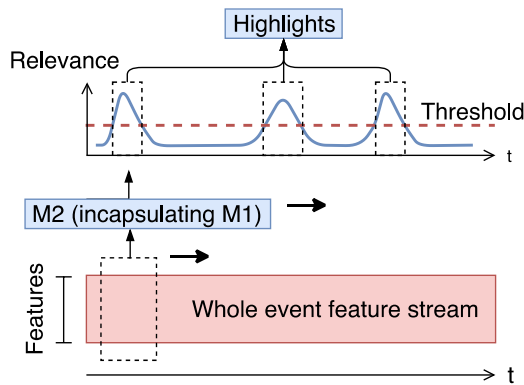 Highlights
Relevance
Threshold
t
M2 (incapsulating M1)
Features
Whole event feature stream
t